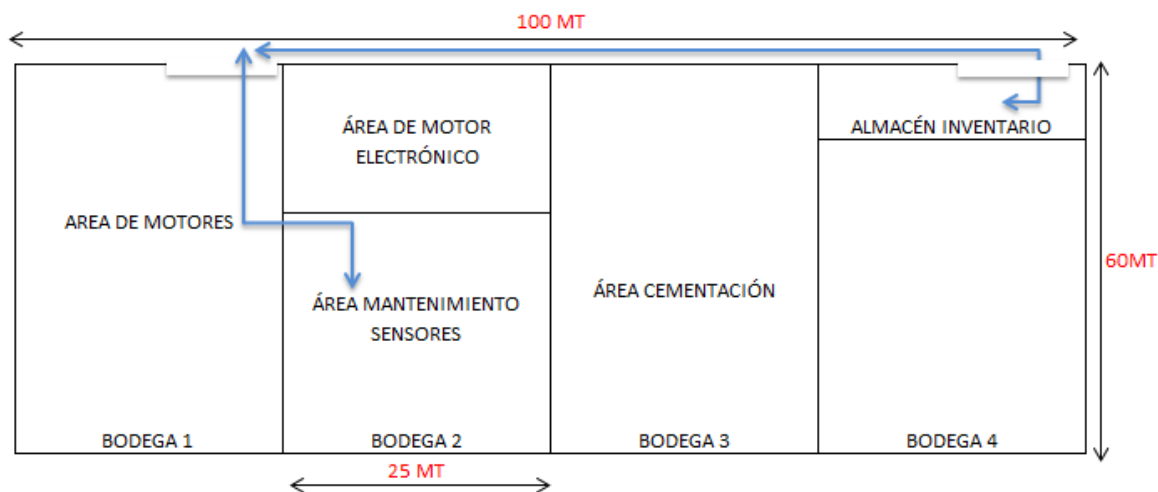 100 MT
ÁREA DE MOTOR
ELECTRÓNICO
ALMACÉN INVENTARIO
AREA DE MOTORES
60MT
ÁREA MANTENIMIENTO
SENSORES
ÁREA CEMENTACIÓN
BODEGA 1
BODEGA 2
BODEGA 3
BODEGA 4
25 MT